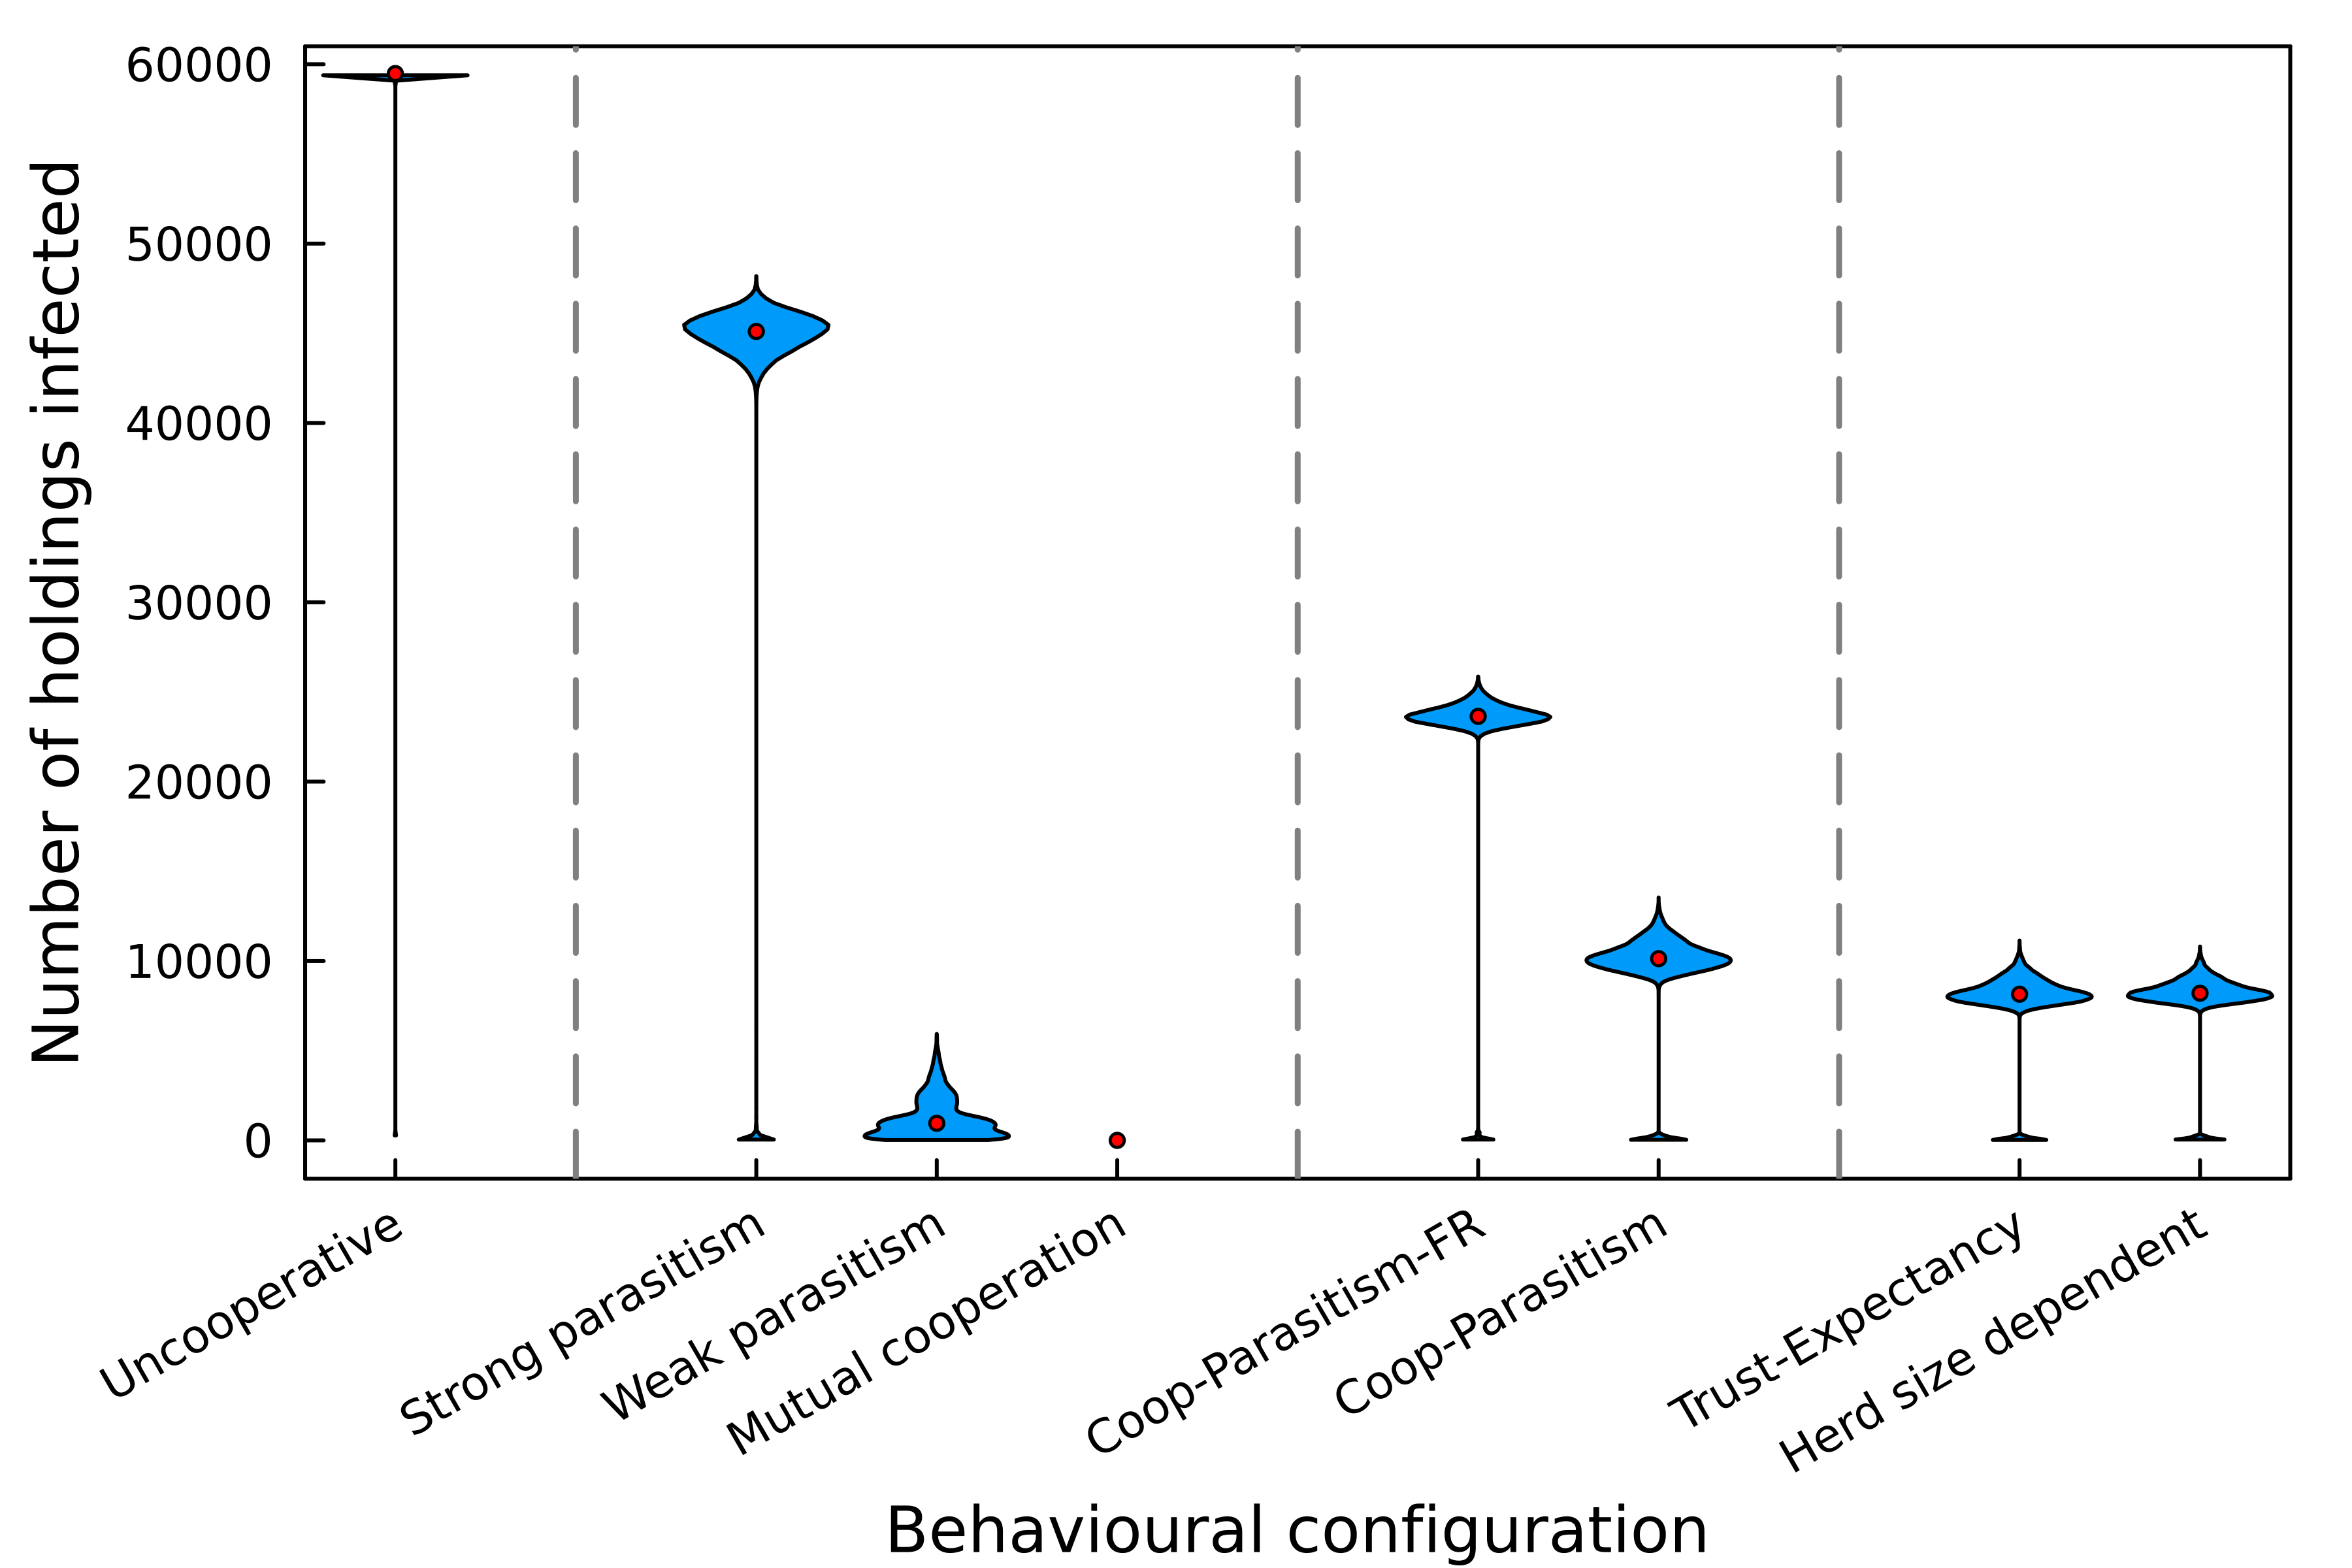 Number of holdings infected
60000
50000
40000
30000
20000
10000
0
Uncooperative
Strong parasitism
Weak parasitism
Mutual cooperation
Coop-Parasitism-FR
Coop-Parasitism
Trust-Expectancy
Herd size dependent
Behavioural configuration